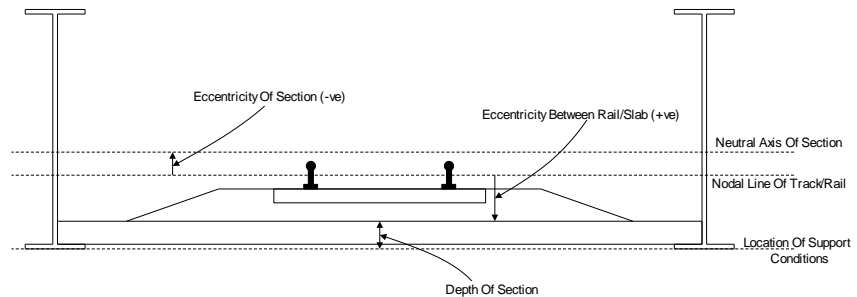 Eccentricity Of Section (-ve)
Eccentricity Between Rail/Slab (+ve)
Neutral Axis Of Section
Nodal Line Of Track/Rail
Location Of Support
Conditions
Depth Of Section